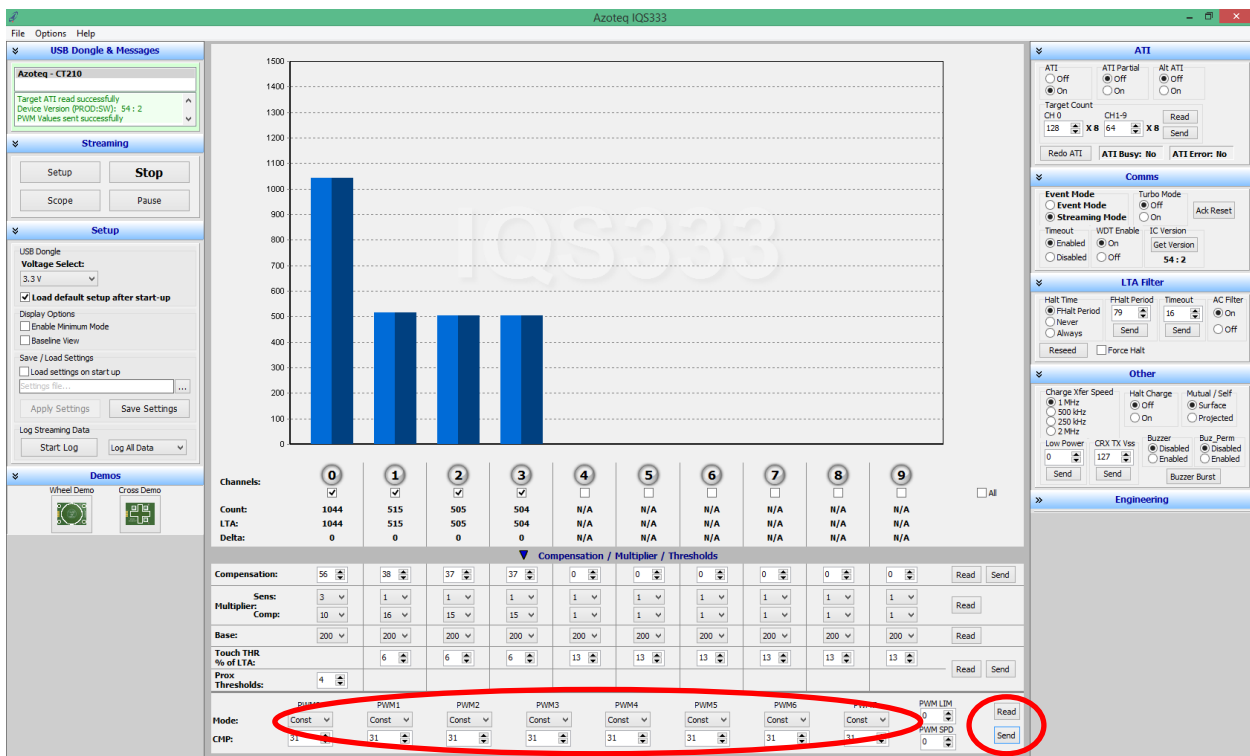 Azoteq IQS333
File Options Help
USB Dongle & Messages
Azoteq - CT210
Target ATI read successfully
Device Version (PROD:SW): 54 : 2
PWM Values sent successfully
Streaming
Setup Stop
Scope Pause
Setup
USB Dongle
Voltage Select:
3.3 V
Load default setup after start-up
Display Options
Enable Minimum Mode
Baseline View
Save / Load Settings
Load settings on start up
Settings file... ...
Apply Settings Save Settings
Log Streaming Data
Start Log Log All Data
Demos
Wheel Demo Cross Demo
1500
1400
1300
1200
1100
1000
900
800
700
600
500
400
300
200
100
0
IQS333
Channels: 0 1 2 3 4 5 6 7 8 9
All
Count: 1044 515 505 504 N/A N/A N/A N/A N/A N/A
LTA: 1044 515 505 504 N/A N/A N/A N/A N/A N/A
Delta: 0 0 0 0 N/A N/A N/A N/A N/A N/A
Compensation / Multiplier / Thresholds
Compensation: 56 38 37 37 0 0 0 0 0 0 Read Send
Sens: 3 1 1 1 1 1 1 1 1 1
Multiplier: Read
Comp: 10 16 15 15 1 1 1 1 1 1
Base: 200 200 200 200 200 200 200 200 200 200 Read
Touch THR
% of LTA: 6 6 6 13 13 13 13 13 13
Read Send
Prox
Thresholds: 4
PWM1 PWM2 PWM3 PWM4 PWM5 PWM6 PWM LIM
Mode: Const Const Const Const Const Const Const Const 0 Read
PWM SPD
CMP: 31 31 31 31 31 31 31 31 0 Send
ATI
ATI ATI Partial Alt ATI
Off Off Off
On On On
Target Count
CH 0 CH1-9 Read
128 X 8 64 X 8 Send
Redo ATI ATI Busy: No ATI Error: No
Comms
Event Mode Turbo Mode
Event Mode Off Ack Reset
Streaming Mode On
Timeout WDT Enable IC Version
Enabled On Get Version
Disabled Off 54 : 2
LTA Filter
Halt Time FHalt Period Timeout AC Filter
FHalt Period 79 16 On
Never
Always Send Send Off
Reseed Force Halt
Other
Charge Xfer Speed Halt Charge Mutual / Self
1 MHz Off Surface
500 kHz On Projected
250 kHz
2 MHz
Low Power CRX TX Vss Buzzer Buz_Perm
0 127 Disabled Disabled
Enabled Enabled
Send Send Buzzer Burst
Engineering